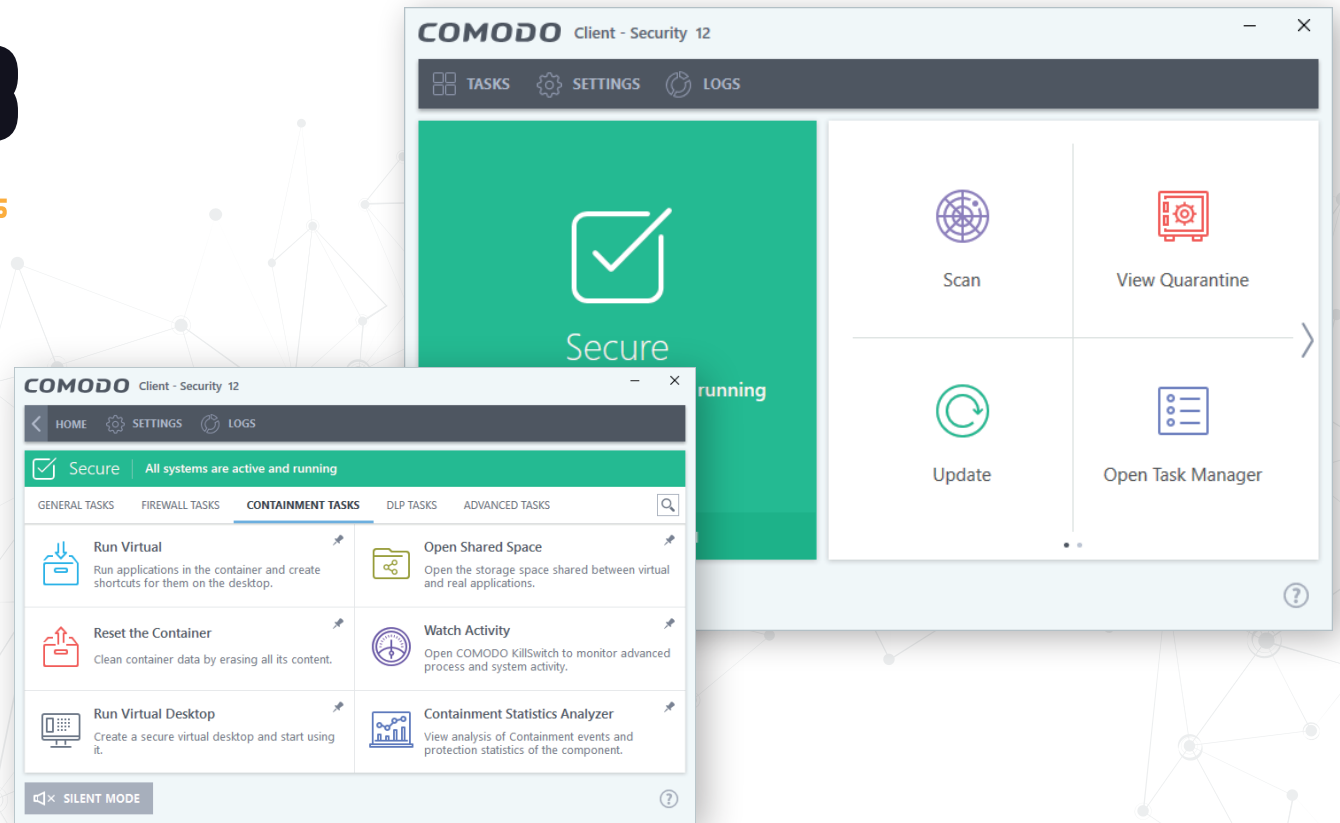 COMODO Client - Security 12
TASKS SETTINGS LOGS
Secure
running
Scan
View Quarantine
Update
Open Task Manager
?
COMODO Client - Security 12
HOME SETTINGS LOGS
Secure All systems are active and running
GENERAL TASKS FIREWALL TASKS CONTAINMENT TASKS DLP TASKS ADVANCED TASKS
Run Virtual
Run applications in the container and create
shortcuts for them on the desktop.
Open Shared Space
Open the storage space shared between virtual
and real applications.
Reset the Container
Clean container data by erasing all its content.
Watch Activity
Open COMODO KillSwitch to monitor advanced
process and system activity.
Run Virtual Desktop
Create a secure virtual desktop and start using
it.
Containment Statistics Analyzer
View analysis of Containment events and
protection statistics of the component.
SILENT MODE
?